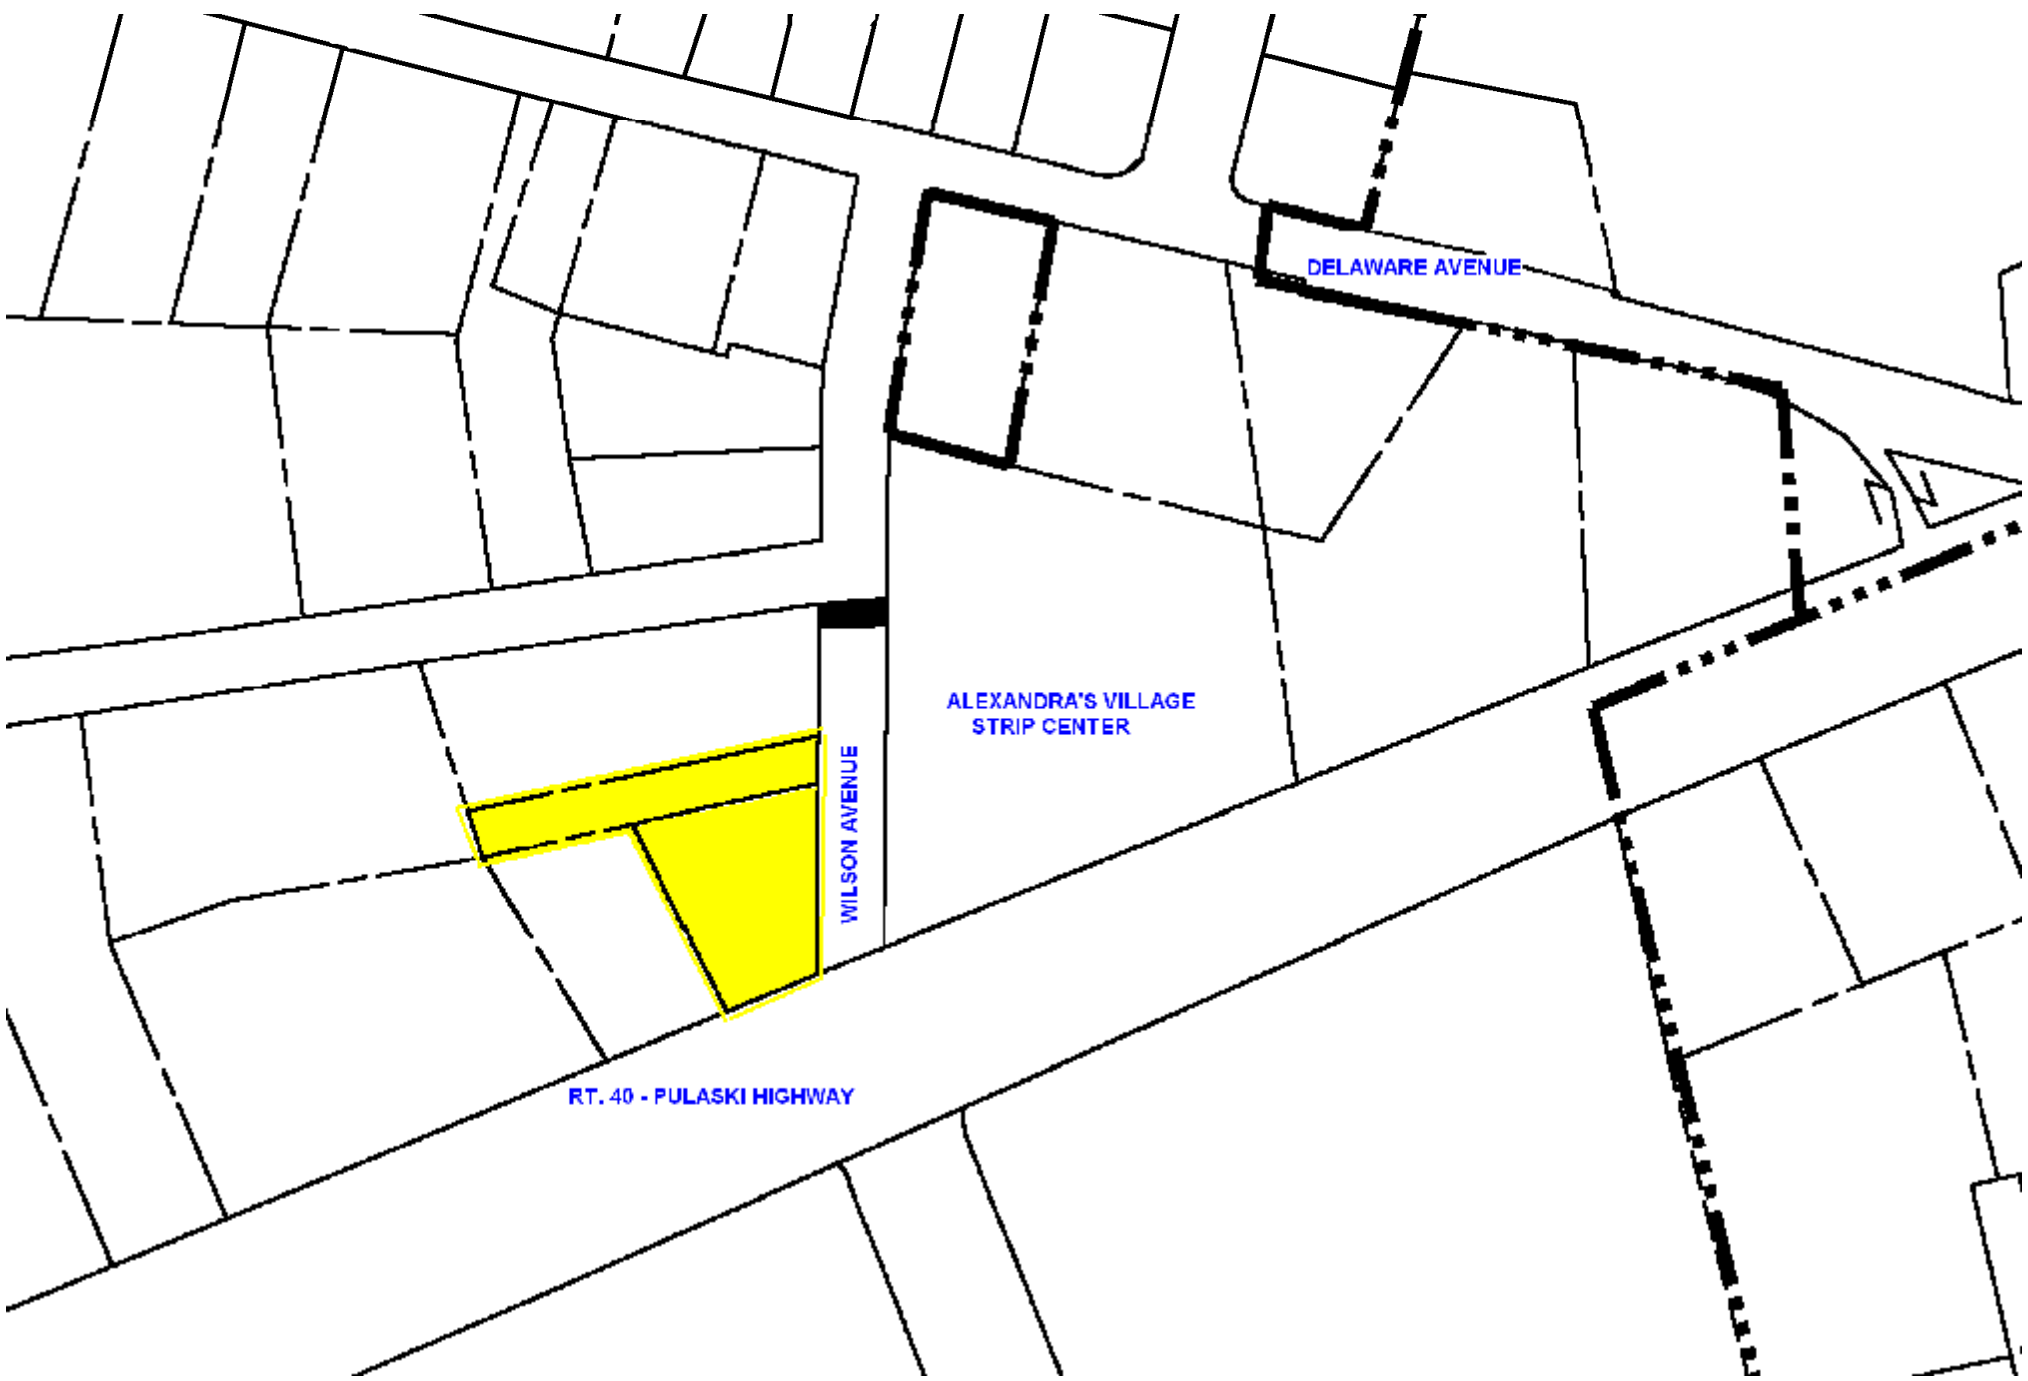 DELAWARE AVENUE
ALEXANDRA'S VILLAGE
STRIP CENTER
WILSON AVENUE
RT. 40 - PULASKI HIGHWAY